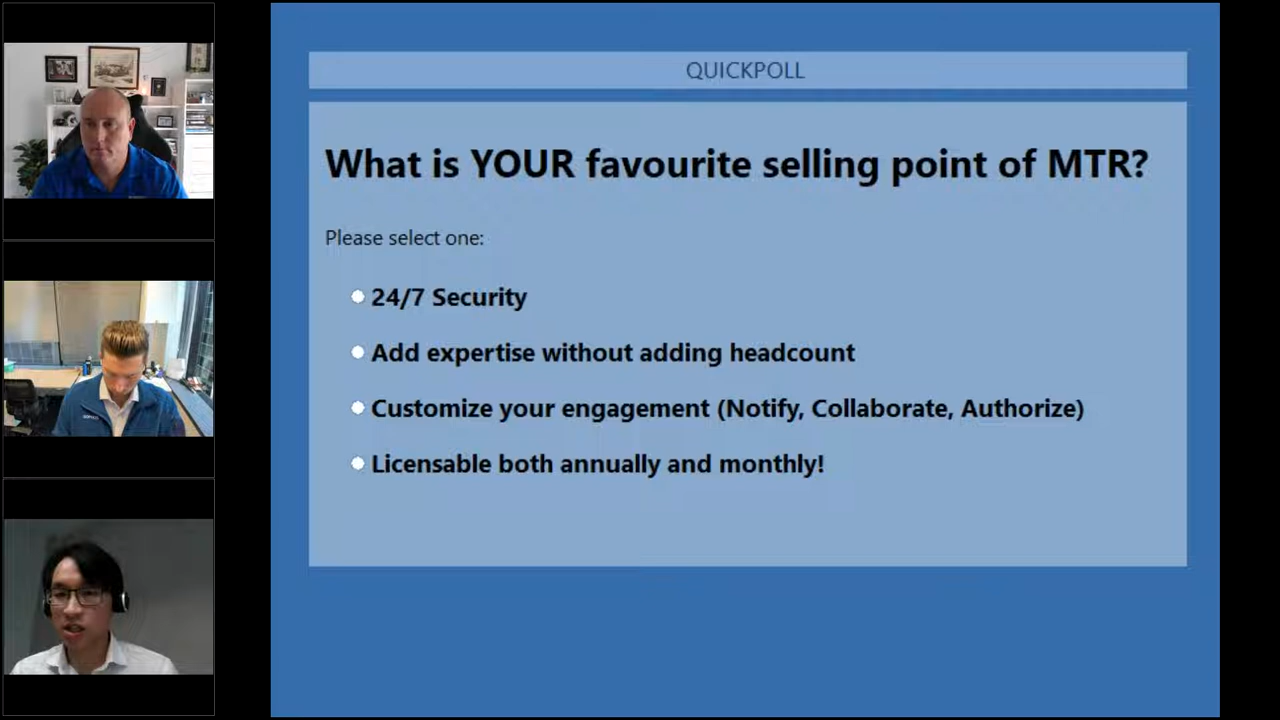 QUICKPOLL
What is YOUR favourite selling point of MTR?
Please select one:
24/7 Security
Add expertise without adding headcount
Customize your engagement (Notify, Collaborate, Authorize)
Licensable both annually and monthly!